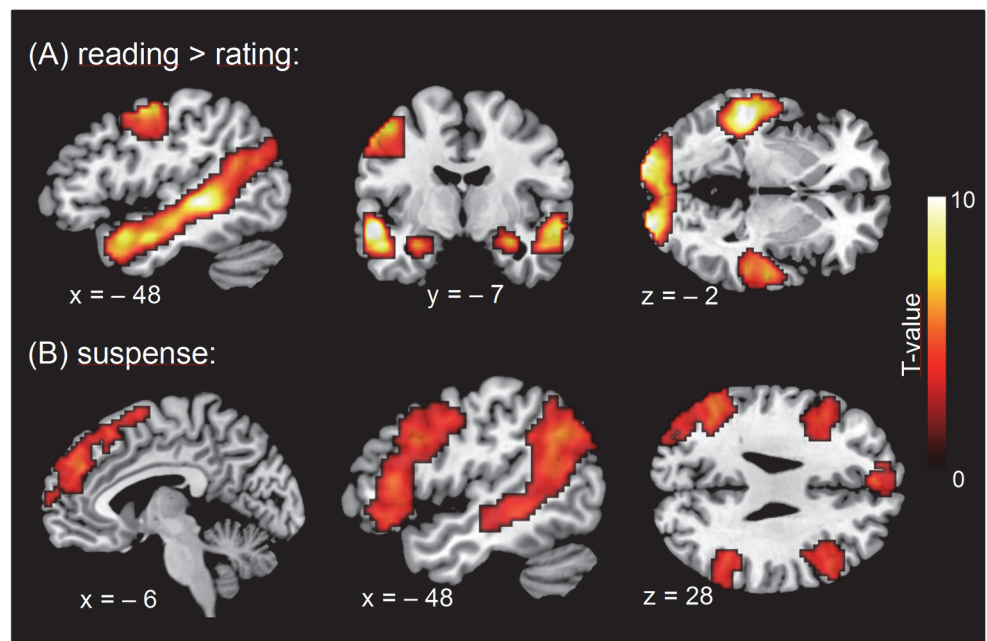 (A) reading > rating:
x = – 48
y = – 7
z = – 2
10
T-value
0
(B) suspense:
x = – 6
x = – 48
z = 28